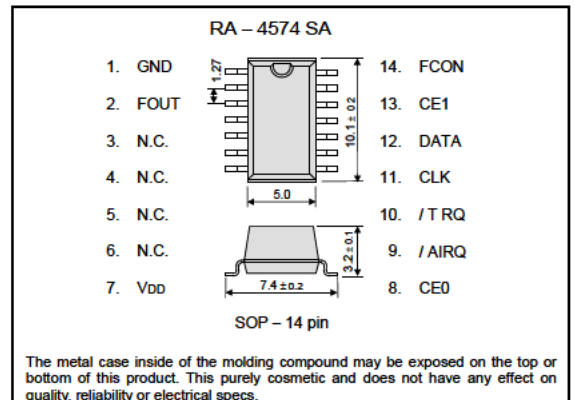 RA – 4574 SA
1. GND
2. FOUT
3. N.C.
4. N.C.
5. N.C.
6. N.C.
7. VDD
1.27
10.1 ± 02
5.0
14. FCON
13. CE1
12. DATA
11. CLK
10. / T RQ
9. / AIRQ
8. CE0
3.2 ± 0.1
7.4 ± 0.2
SOP – 14 pin
The metal case inside of the molding compound may be exposed on the top or
bottom of this product. This purely cosmetic and does not have any effect on
quality, reliability or electrical specs.